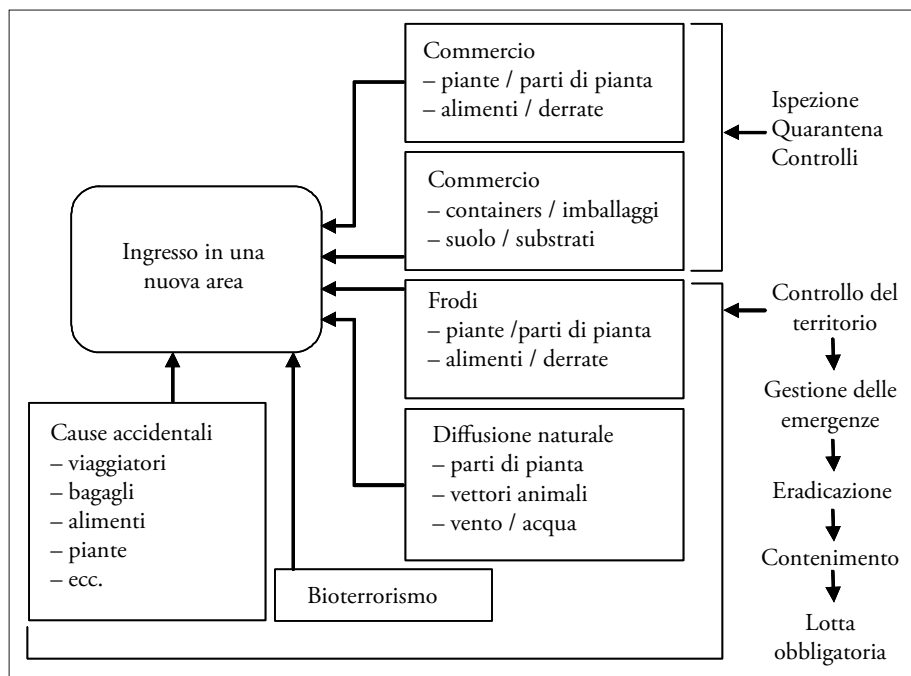 Commercio
– piante / parti di pianta
– alimenti / derrate
Ispezione
Quarantena
Controlli
Commercio
– containers / imballaggi
– suolo / substrati
Ingresso in una
nuova area
Frodi
– piante /parti di pianta
– alimenti / derrate
Controllo del
territorio
Gestione delle
emergenze
Cause accidentali
– viaggiatori
– bagagli
– alimenti
– piante
– ecc.
Diffusione naturale
– parti di pianta
– vettori animali
– vento / acqua
Eradicazione
Contenimento
Bioterrorismo
Lotta
obbligatoria